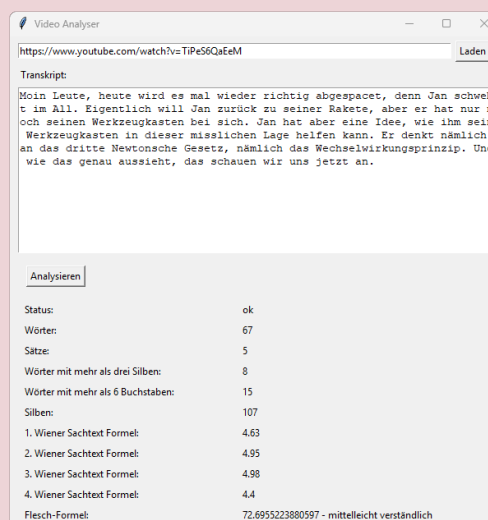 Video Analyser
https://www.youtube.com/watch?v=TiPeS6QaEeM Laden
Transkript:
Moin Leute, heute wird es mal wieder richtig abgespacet, denn Jan schwe
t im All. Eigentlich will Jan zurück zu seiner Rakete, aber er hat nur
och seinen Werkzeugkasten bei sich. Jan hat aber eine Idee, wie ihm sei
Werkzeugkasten in dieser misslichen Lage helfen kann. Er denkt nämlich
an das dritte Newtonsche Gesetz, nämlich das Wechselwirkungsprinzip. Un
wie das genau aussieht, das schauen wir uns jetzt an.
Analysieren
Status: ok
Wörter: 67
Sätze: 5
Wörter mit mehr als drei Silben: 8
Wörter mit mehr als 6 Buchstaben: 15
Silben: 107
1. Wiener Sachtext Formel: 4.63
2. Wiener Sachtext Formel: 4.95
3. Wiener Sachtext Formel: 4.98
4. Wiener Sachtext Formel: 4.4
Flesch-Formel: 72.6955223880597 - mittelleicht verständlich